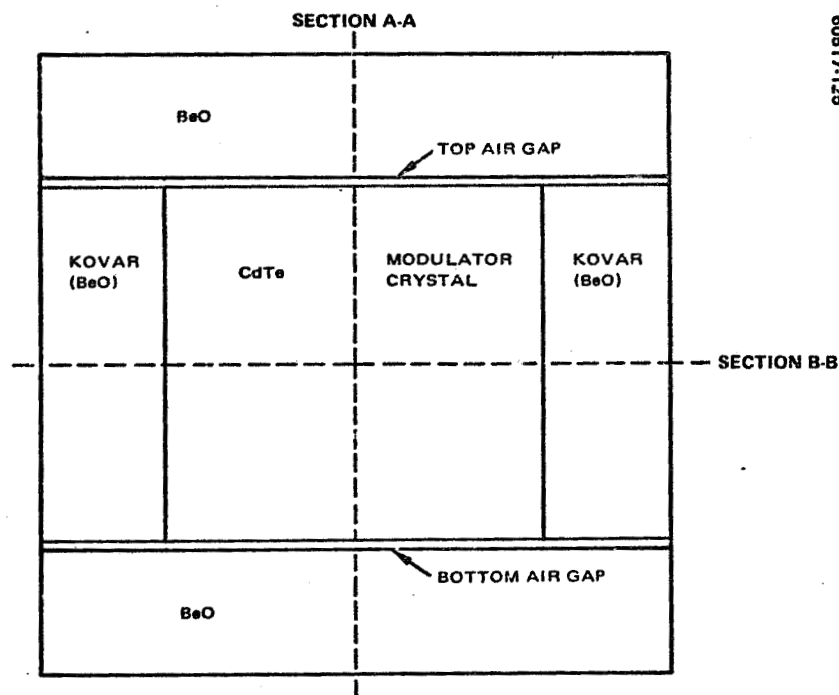 SECTION A-A
BeO
TOP AIR GAP
KOVAR
(BeO)
CdTe
MODULATOR
CRYSTAL
KOVAR
(BeO)
SECTION B-B
BOTTOM AIR GAP
BeO